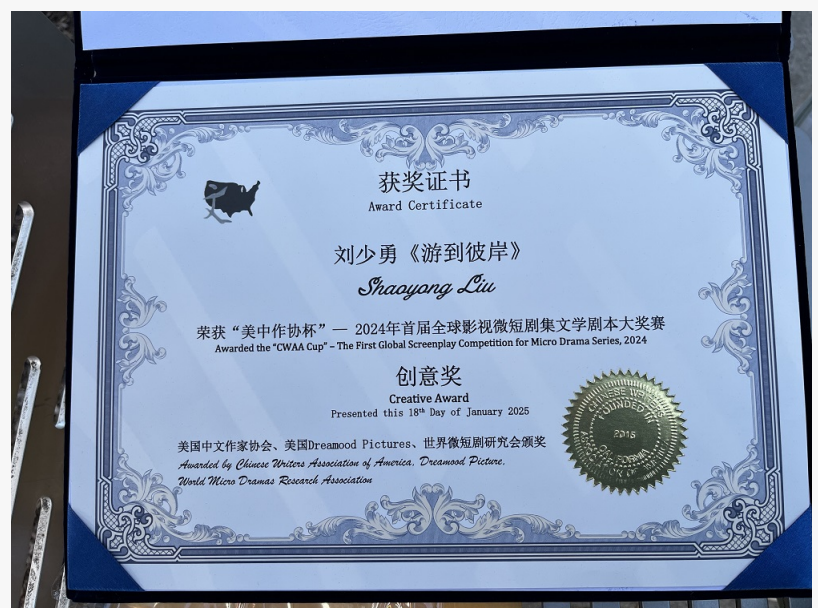 文
获奖证书
Award Certificate
刘少勇《游到彼岸》
Shaoyong Liu
荣获“美中作协杯”— 2024年首届全球影视微短剧集文学剧本大奖赛
Awarded the “CWAA Cup” – The First Global Screenplay Competition for Micro Drama Series, 2024
创意奖
Creative Award
Presented this 18th Day of January 2025
美国中文作家协会、美国Dreamood Pictures、世界微短剧研究会颁奖
Awarded by Chinese Writers Association of America, Dreamood Picture,
World Micro Dramas Research Association
CHINESE WRITERS
FOUNDED
2015
CALIFORNIA